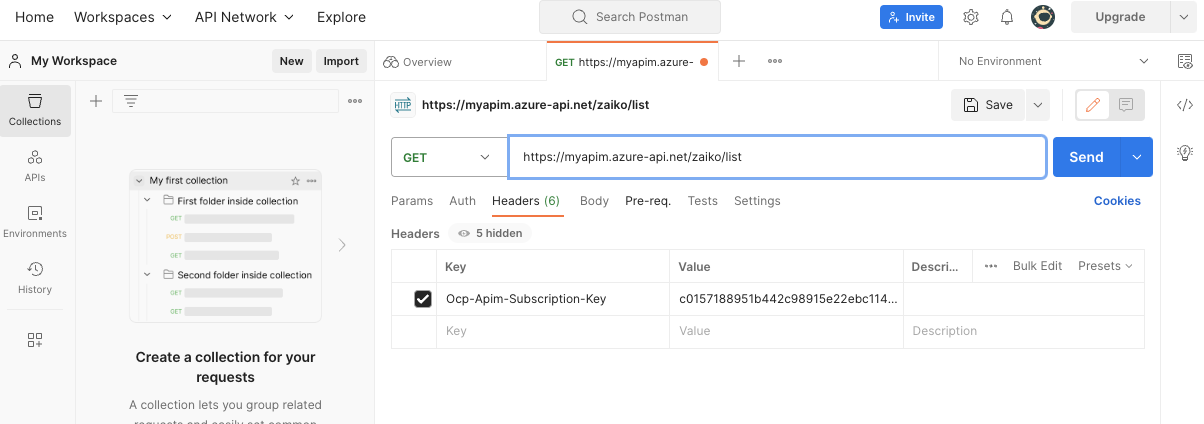 Home Workspaces API Network Explore Search Postman Invite Upgrade
My Workspace New Import
Overview GET https://myapim.azure- No Environment
Collections
APIs
Environments
History
My first collection
First folder inside collection
GET
POST
GET
Second folder inside collection
GET
GET
Create a collection for your
requests
A collection lets you group related
requests and easily set common
HTTP https://myapim.azure-api.net/zaiko/list Save
GET https://myapim.azure-api.net/zaiko/list Send
Params Auth Headers (6) Body Pre-req. Tests Settings Cookies
Headers 5 hidden
Key Value Descri... Bulk Edit Presets
Ocp-Apim-Subscription-Key c0157188951b442c98915e22ebc114...
Key Value Description